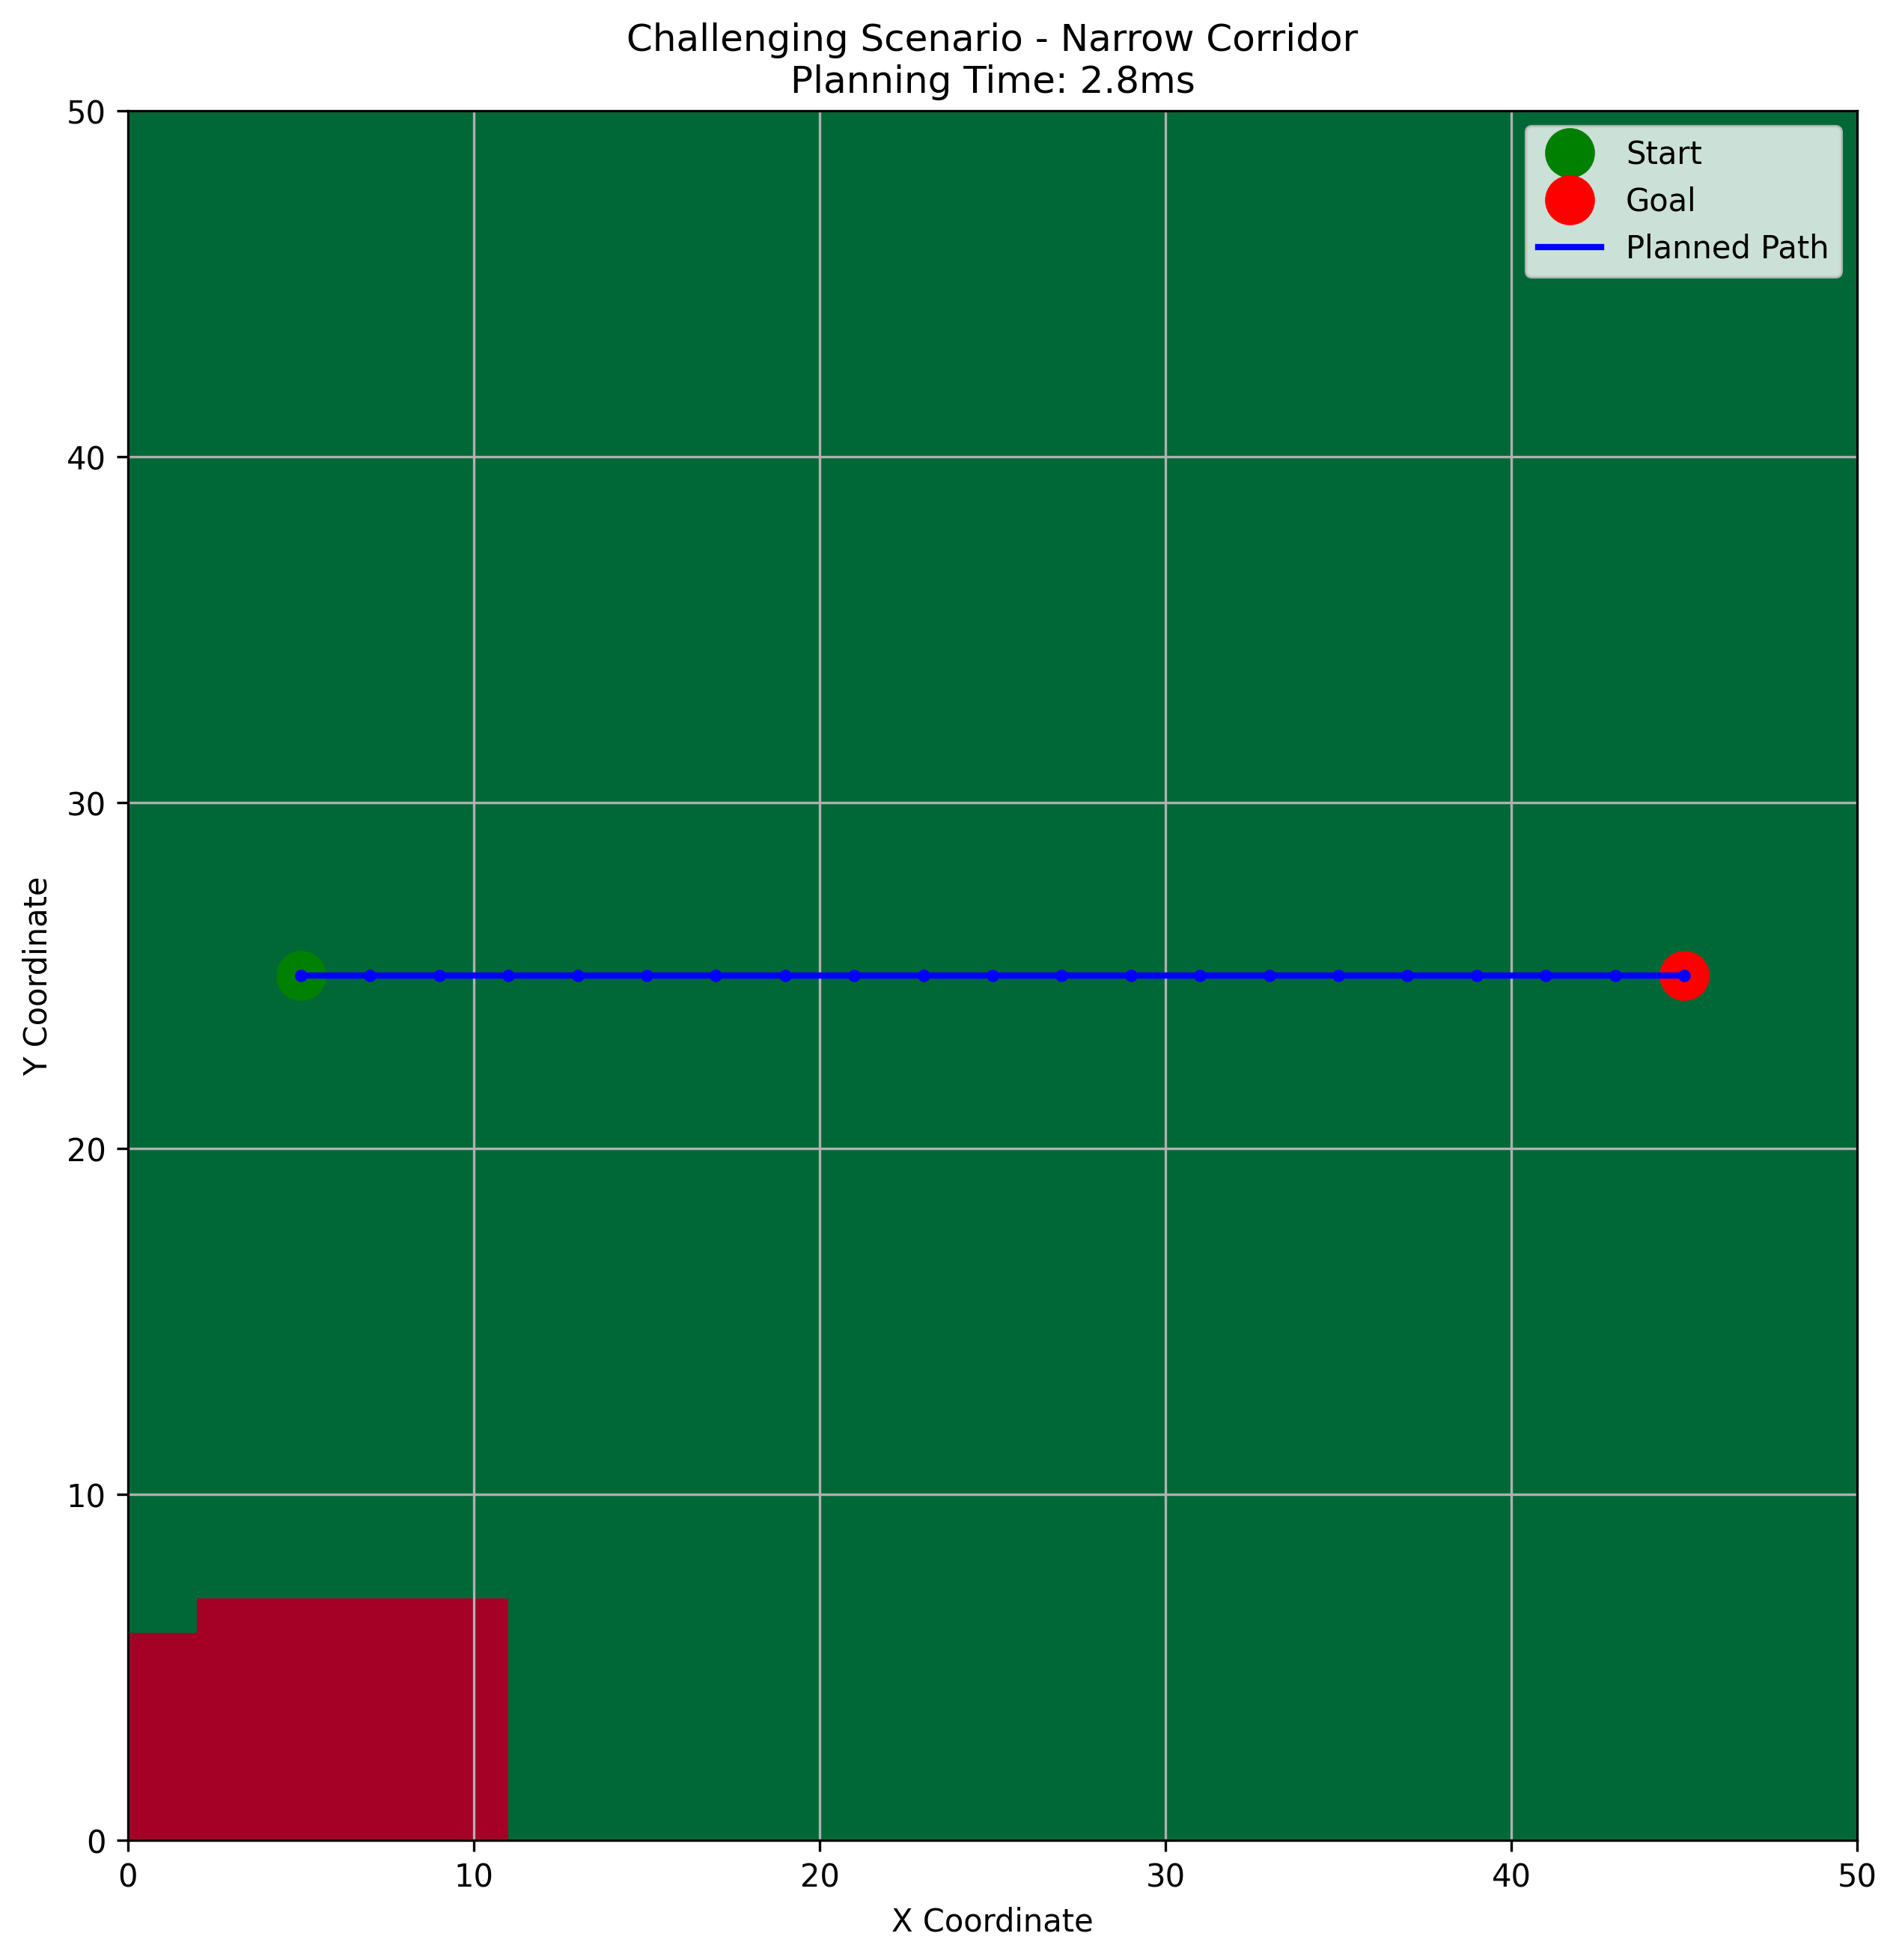 Challenging Scenario - Narrow Corridor
Planning Time: 2.8ms
Start
Goal
Planned Path
Y Coordinate
50
40
30
20
10
0
0 10 20 30 40 50
X Coordinate